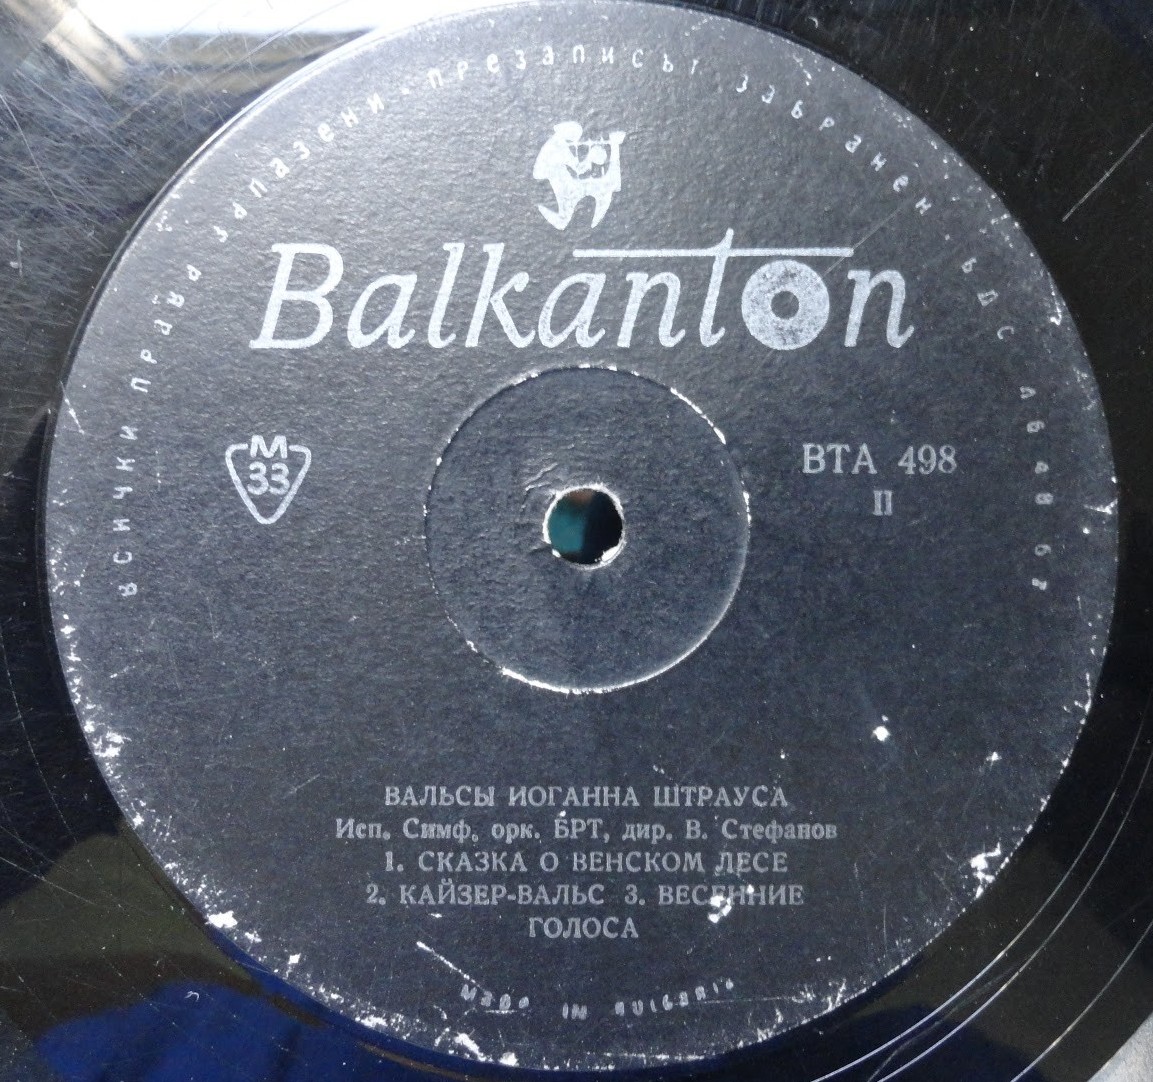 всички права запазени · презаписът забранен · БДС
Balkanton
М
33
ВТА 498
II
ВАЛЬСЫ ИОГАННА ШТРАУСА
Исп. Симф. орк. БРТ, дир. В. Стефанов
1. СКАЗКА О ВЕНСКОМ ЛЕСЕ
2. КАЙЗЕР-ВАЛЬС 3. ВЕСЕННИЕ
ГОЛОСА
MADE IN BULGARIA